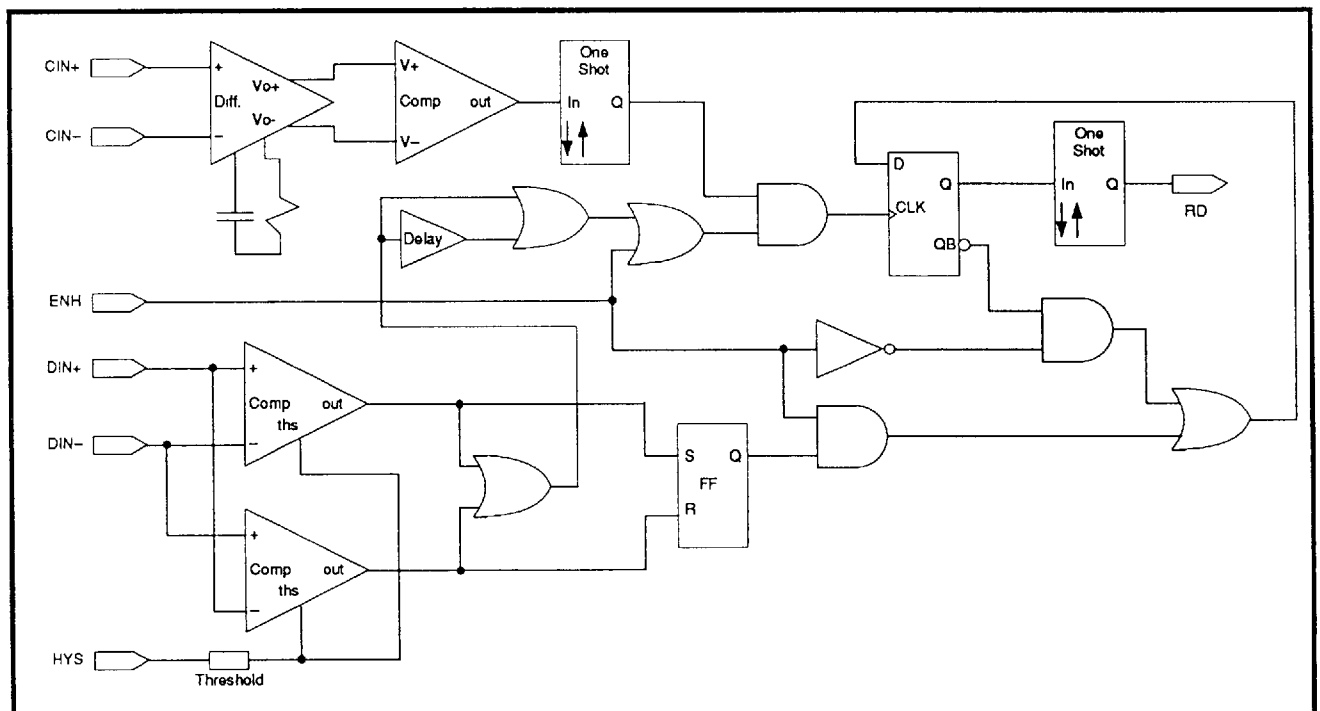 CIN+
CIN−
+
−
Diff.
Vo+
Vo-
V+
V−
Comp
out
One
Shot
In
Q
D
CLK
Q
QB
One
Shot
In
Q
RD
Delay
ENH
DIN+
DIN−
+
−
Comp
out
ths
S
R
Q
FF
+
−
Comp
out
ths
HYS
Threshold